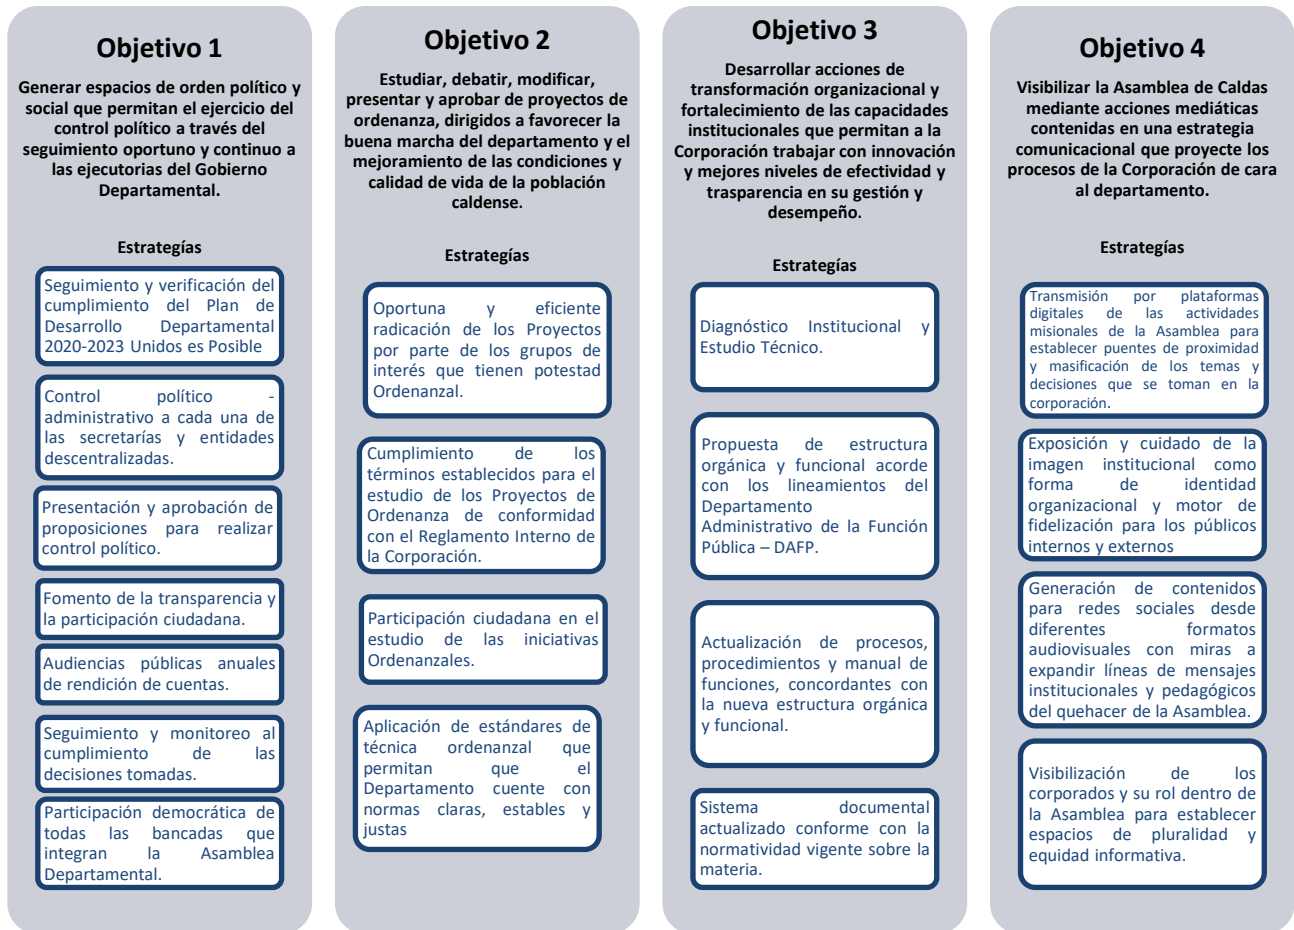 Objetivo 1
Generar espacios de orden político y
social que permitan el ejercicio del
control político a través del
seguimiento oportuno y continuo a
las ejecutorias del Gobierno
Departamental.
Estrategías
Seguimiento y verificación del
cumplimiento del Plan de
Desarrollo Departamental
2020-2023 Unidos es Posible
Control político -
administrativo a cada una de
las secretarías y entidades
descentralizadas.
Presentación y aprobación de
proposiciones para realizar
control político.
Fomento de la transparencia y
la participación ciudadana.
Audiencias públicas anuales
de rendición de cuentas.
Seguimiento y monitoreo al
cumplimiento de las
decisiones tomadas.
Participación democrática de
todas las bancadas que
integran la Asamblea
Departamental.
Objetivo 2
Estudiar, debatir, modificar,
presentar y aprobar de proyectos de
ordenanza, dirigidos a favorecer la
buena marcha del departamento y el
mejoramiento de las condiciones y
calidad de vida de la población
caldense.
Estrategías
Oportuna y eficiente
radicación de los Proyectos
por parte de los grupos de
interés que tienen potestad
Ordenanzal.
Cumplimiento de los
términos establecidos para el
estudio de los Proyectos de
Ordenanza de conformidad
con el Reglamento Interno de
la Corporación.
Participación ciudadana en el
estudio de las iniciativas
Ordenanzales.
Aplicación de estándares de
técnica ordenanzal que
permitan que el
Departamento cuente con
normas claras, estables y
justas
Objetivo 3
Desarrollar acciones de
transformación organizacional y
fortalecimiento de las capacidades
institucionales que permitan a la
Corporación trabajar con innovación
y mejores niveles de efectividad y
trasparencia en su gestión y
desempeño.
Estrategías
Diagnóstico Institucional y
Estudio Técnico.
Propuesta de estructura
orgánica y funcional acorde
con los lineamientos del
Departamento
Administrativo de la Función
Pública – DAFP.
Actualización de procesos,
procedimientos y manual de
funciones, concordantes con
la nueva estructura orgánica
y funcional.
Sistema documental
actualizado conforme con la
normatividad vigente sobre la
materia.
Objetivo 4
Visibilizar la Asamblea de Caldas
mediante acciones mediáticas
contenidas en una estrategia
comunicacional que proyecte los
procesos de la Corporación de cara
al departamento.
Estrategías
Transmisión por plataformas
digitales de las actividades
misionales de la Asamblea para
establecer puentes de proximidad
y masificación de los temas y
decisiones que se toman en la
corporación.
Exposición y cuidado de la
imagen institucional como
forma de identidad
organizacional y motor de
fidelización para los públicos
internos y externos
Generación de contenidos
para redes sociales desde
diferentes formatos
audiovisuales con miras a
expandir líneas de mensajes
institucionales y pedagógicos
del quehacer de la Asamblea.
Visibilización de los
corporados y su rol dentro de
la Asamblea para establecer
espacios de pluralidad y
equidad informativa.